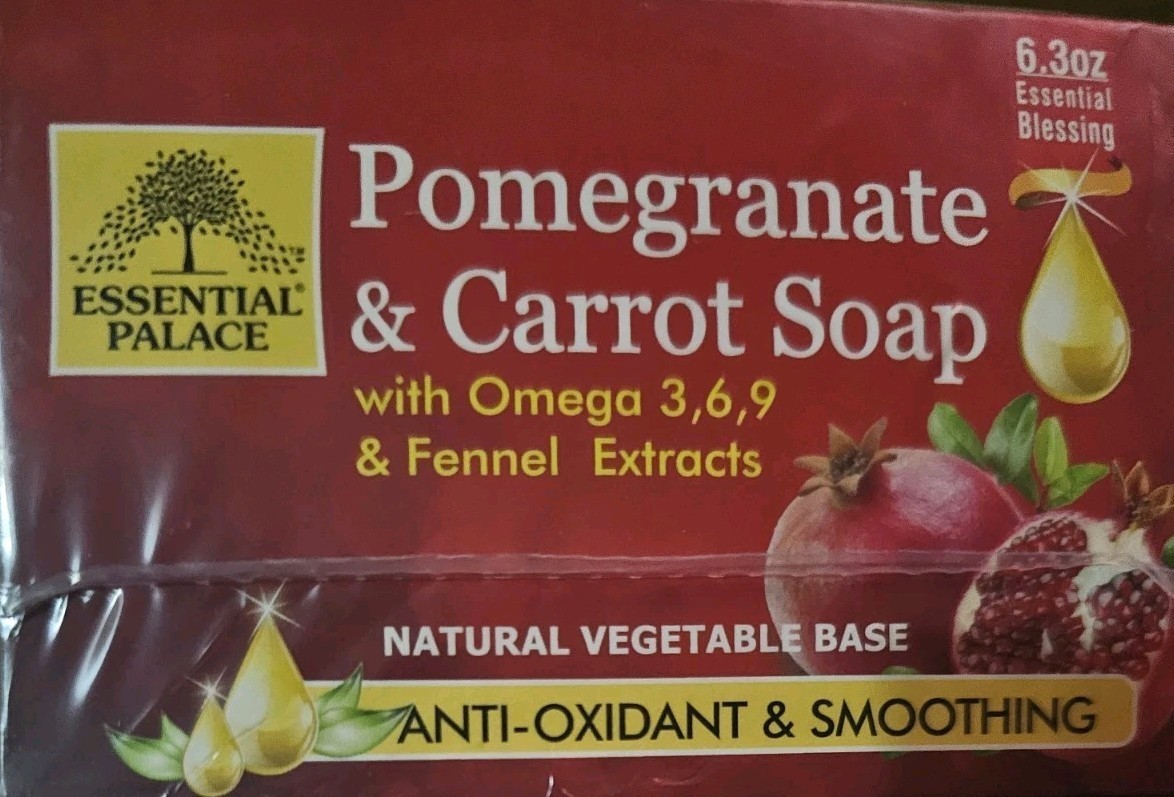 6.3oz
Essential
Blessing
ESSENTIAL®
PALACE
™
Pomegranate
& Carrot Soap
with Omega 3,6,9
& Fennel Extracts
NATURAL VEGETABLE BASE
ANTI-OXIDANT & SMOOTHING